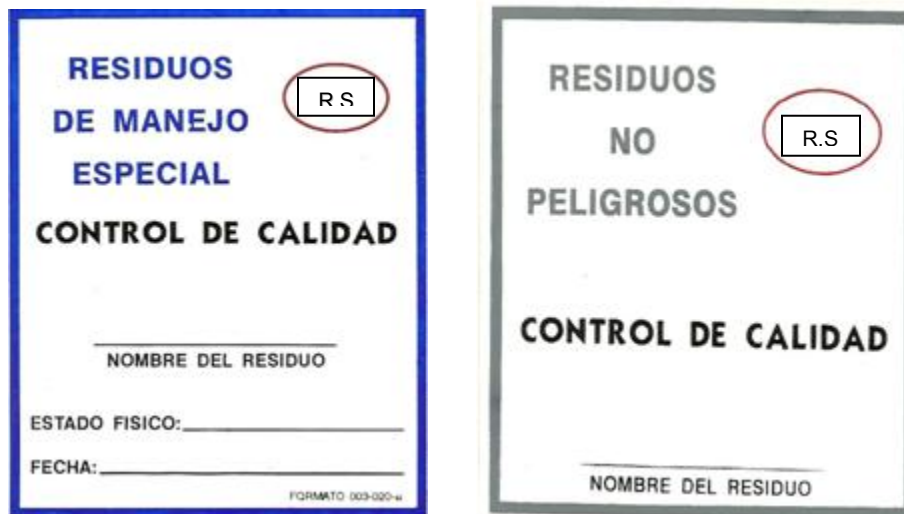 RESIDUOS
DE MANEJO
ESPECIAL
R.S
CONTROL DE CALIDAD
NOMBRE DEL RESIDUO
ESTADO FISICO:
FECHA:
FORMATO 003-020-u
RESIDUOS
NO
PELIGROSOS
R.S
CONTROL DE CALIDAD
NOMBRE DEL RESIDUO